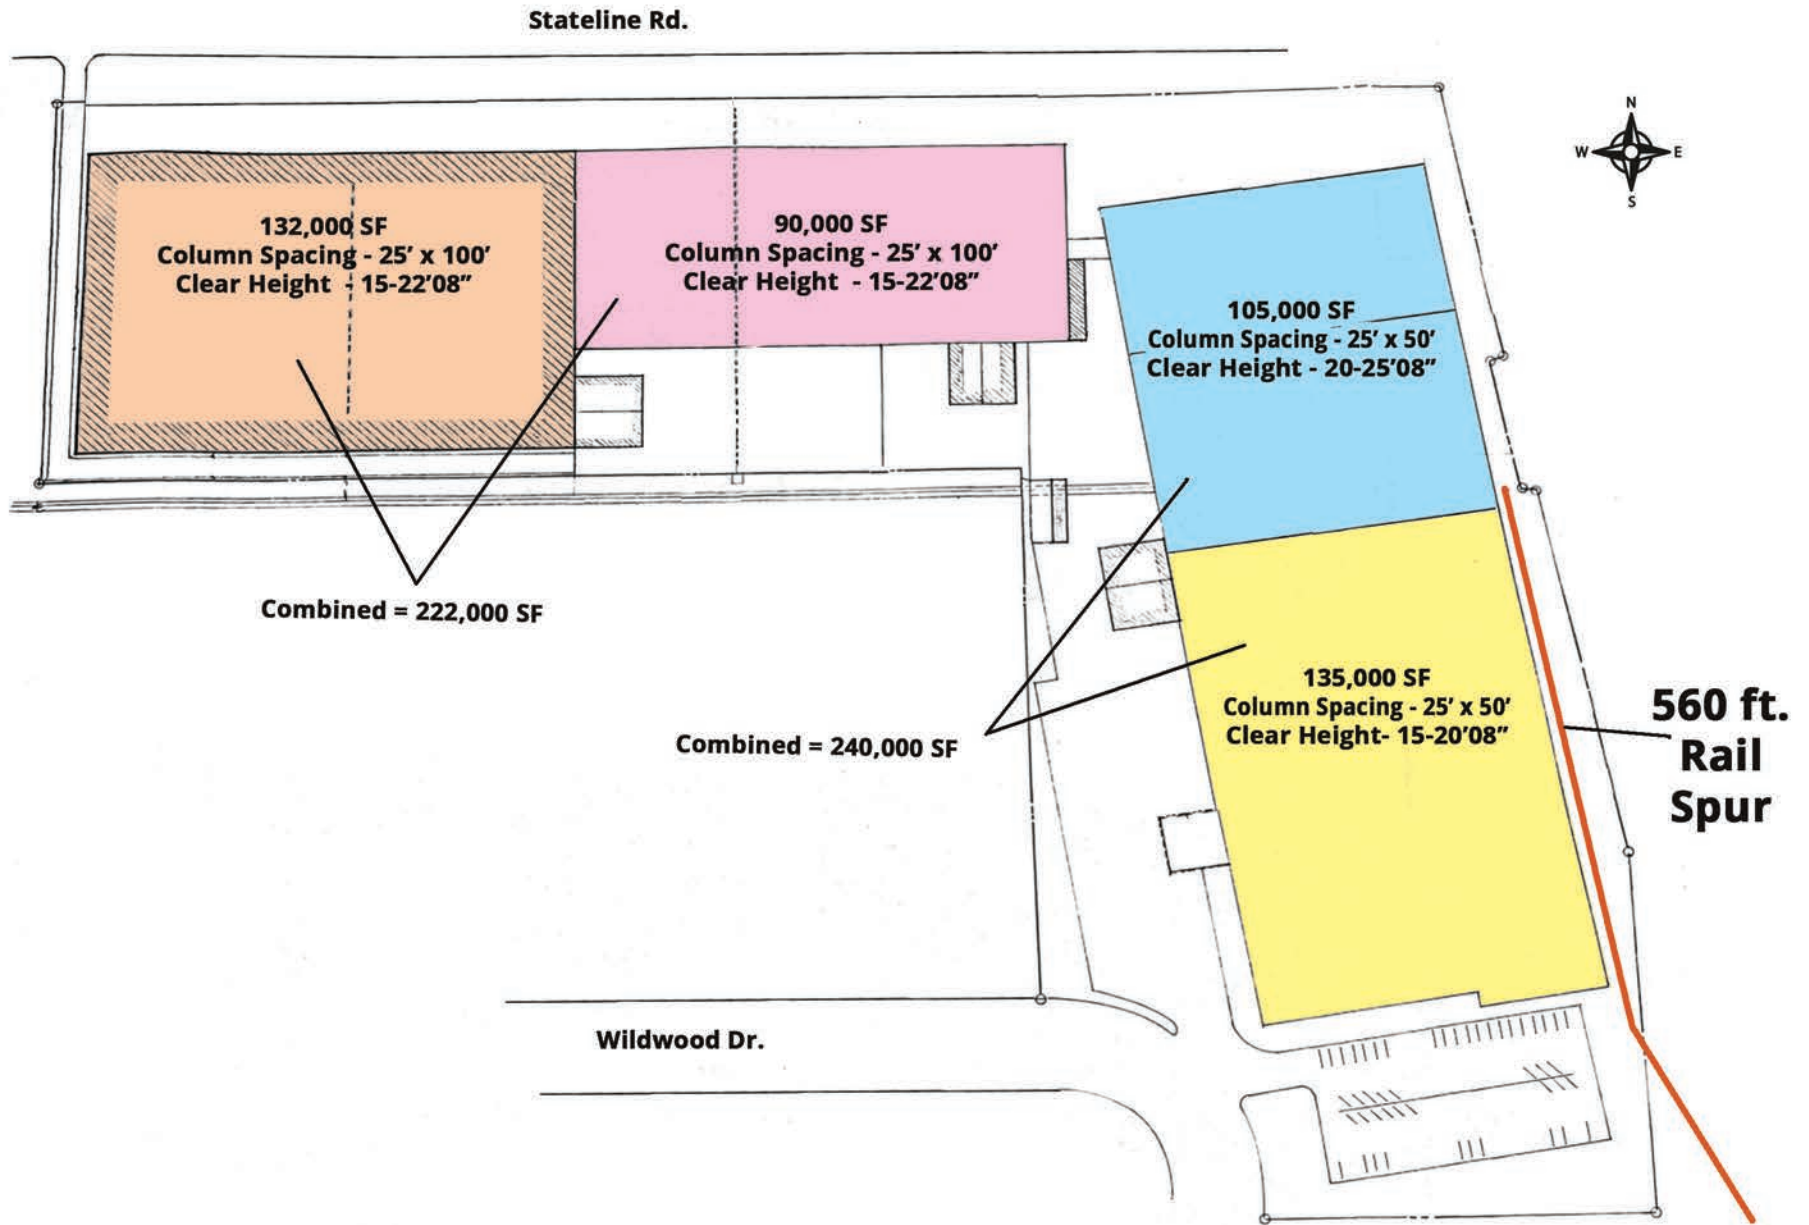 Stateline Rd.
N
W
E
S
132,000 SF
Column Spacing - 25’ x 100’
Clear Height - 15-22’08”
90,000 SF
Column Spacing - 25’ x 100’
Clear Height - 15-22’08”
105,000 SF
Column Spacing - 25’ x 50’
Clear Height - 20-25’08”
Combined = 222,000 SF
135,000 SF
Column Spacing - 25’ x 50’
Clear Height- 15-20’08”
Combined = 240,000 SF
560 ft.
Rail
Spur
Wildwood Dr.